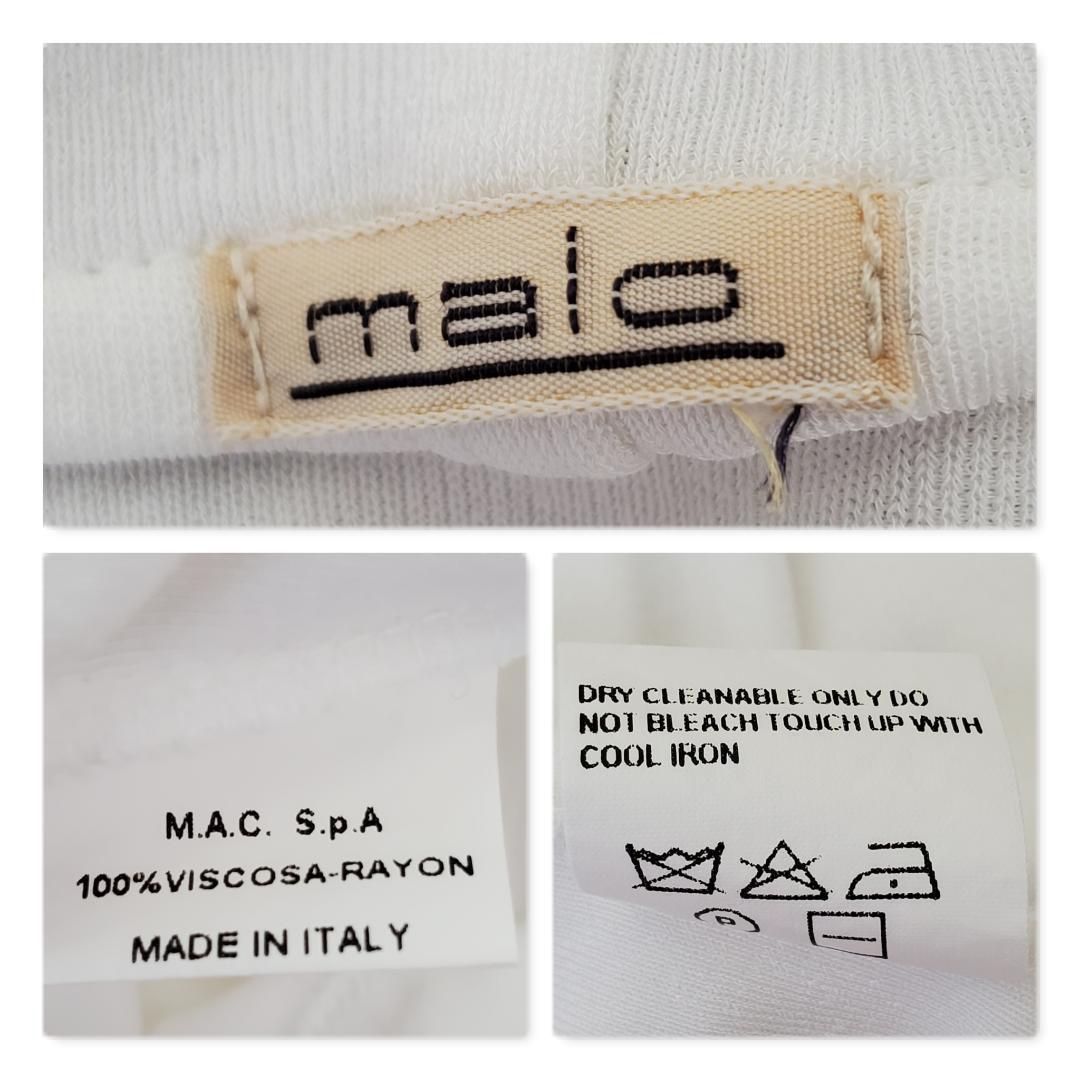 malo
M.A.C. S.p.A
100%VISCOSA-RAYON
MADE IN ITALY
DRY CLEANABLE ONLY DO
NOT BLEACH TOUCH UP WITH
COOL IRON
P